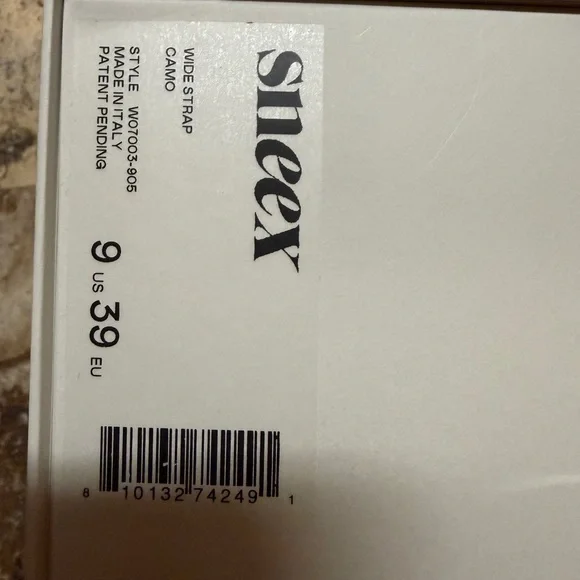 sneex
WIDE STRAP
CAMO
STYLE W07003-905
MADE IN ITALY
PATENT PENDING
9 US 39 EU
8 10132 74249 1